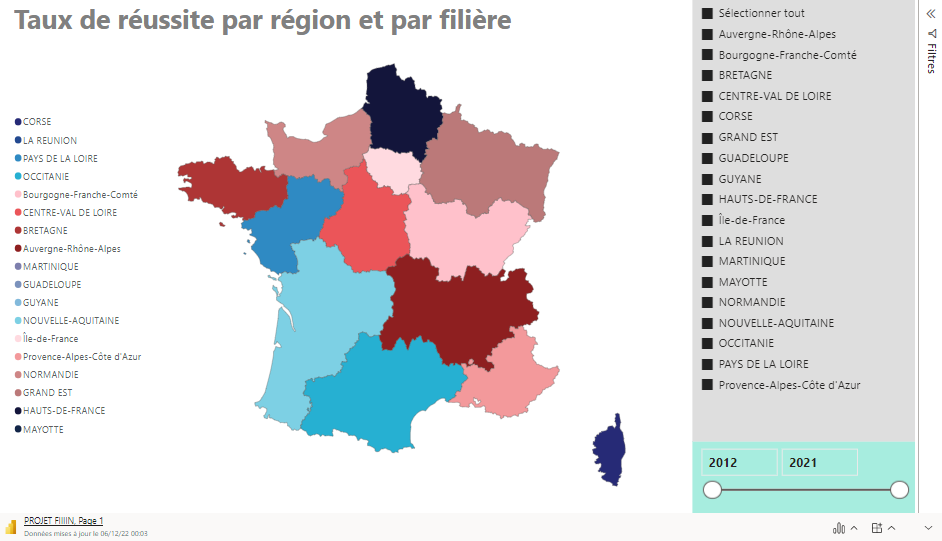 Taux de réussite par région et par filière
CORSE
LA REUNION
PAYS DE LA LOIRE
OCCITANIE
Bourgogne-Franche-Comté
CENTRE-VAL DE LOIRE
BRETAGNE
Auvergne-Rhône-Alpes
MARTINIQUE
GUADELOUPE
GUYANE
NOUVELLE-AQUITAINE
Île-de-France
Provence-Alpes-Côte d'Azur
NORMANDIE
GRAND EST
HAUTS-DE-FRANCE
MAYOTTE
Sélectionner tout
Auvergne-Rhône-Alpes
Bourgogne-Franche-Comté
BRETAGNE
CENTRE-VAL DE LOIRE
CORSE
GRAND EST
GUADELOUPE
GUYANE
HAUTS-DE-FRANCE
Île-de-France
LA REUNION
MARTINIQUE
MAYOTTE
NORMANDIE
NOUVELLE-AQUITAINE
OCCITANIE
PAYS DE LA LOIRE
Provence-Alpes-Côte d'Azur
2012 2021
Filtres
PROJET FIIIIN, Page 1
Données mises à jour le 06/12/22 00:03